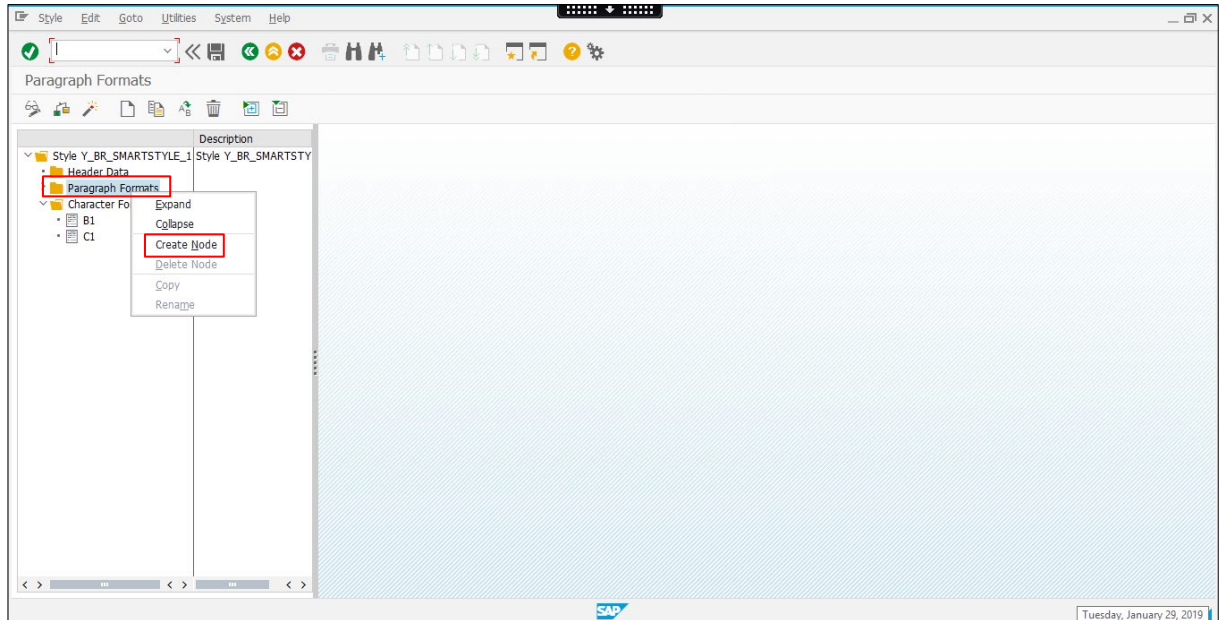 Style Edit Goto Utilities System Help
Paragraph Formats
Description
Style Y_BR_SMARTSTYLE_1 Style Y_BR_SMARTSTY
Header Data
Paragraph Formats
Character Fo
B1
C1
Expand
Collapse
Create Node
Delete Node
Copy
Rename
SAP
Tuesday, January 29, 2019